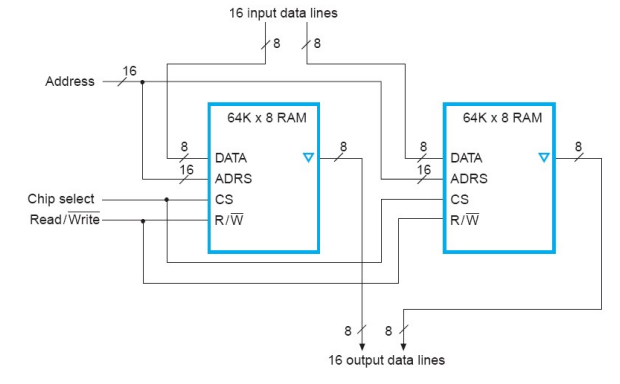 16 input data lines
8
8
Address
16
64K x 8 RAM
64K x 8 RAM
8
DATA
8
8
DATA
8
16
ADRS
16
ADRS
Chip select
CS
CS
Read/Write
R/W
R/W
8
8
16 output data lines